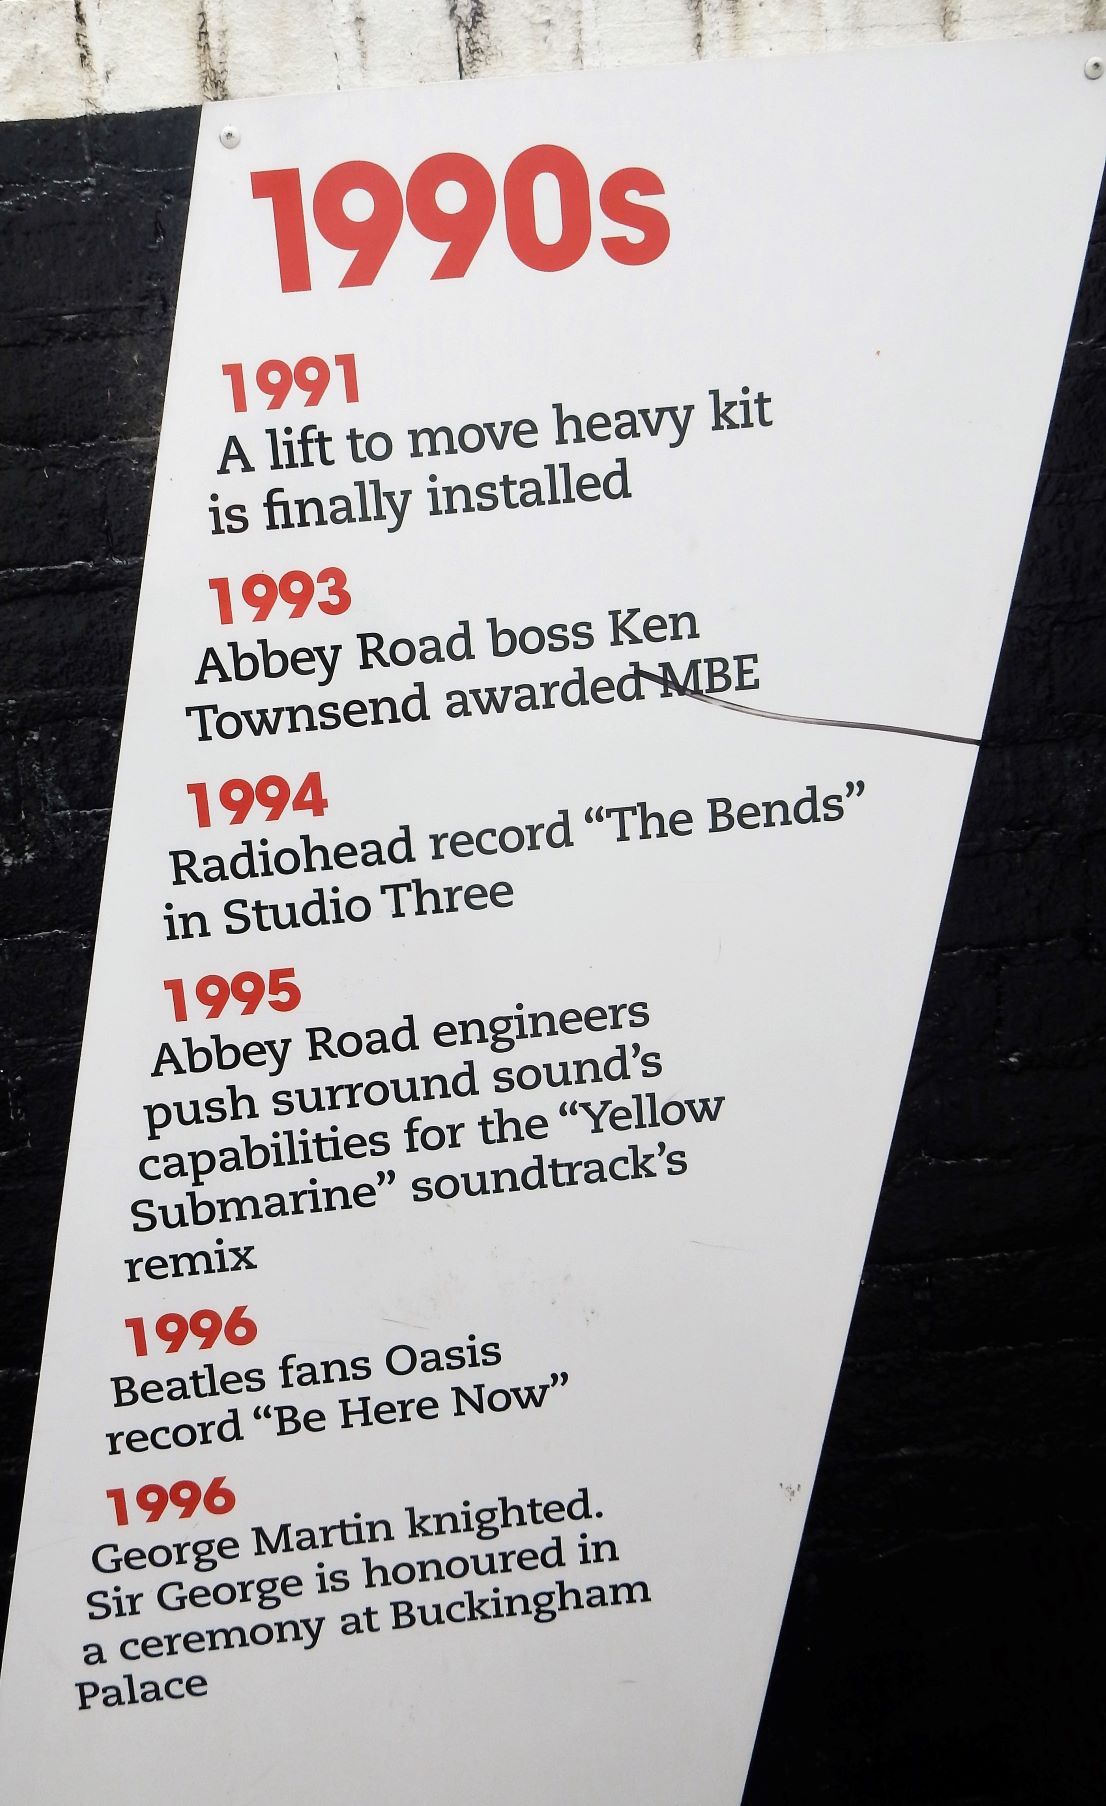 1990s
1991
A lift to move heavy kit
is finally installed
1993
Abbey Road boss Ken
Townsend awarded MBE
1994
Radiohead record “The Bends”
in Studio Three
1995
Abbey Road engineers
push surround sound’s
capabilities for the “Yellow
Submarine” soundtrack’s
remix
1996
Beatles fans Oasis
record “Be Here Now”
1996
George Martin knighted.
Sir George is honoured in
a ceremony at Buckingham
Palace